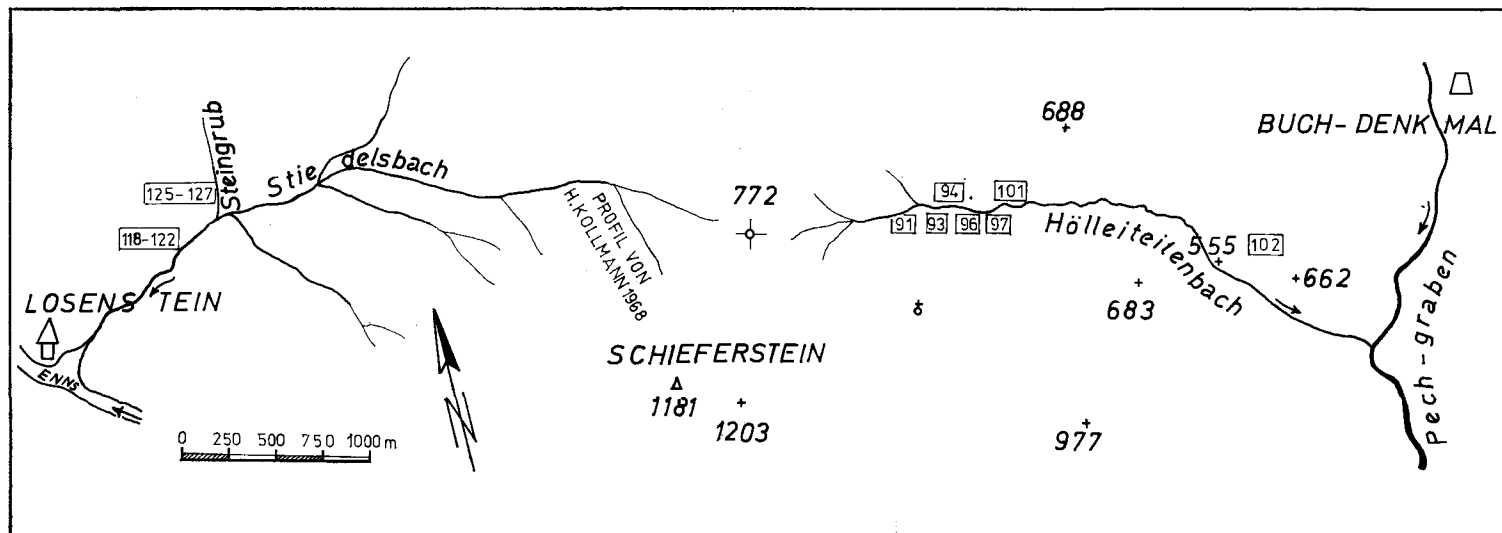 BUCH-DENKMAL
688
Steingrub
Stiedelsbach
125-127
118-122
772
PROFIL VON
H.KOLLMANN 1968
94
101
91
93
96
97
Hölleiteitenbach
555
102
662
683
Pech-graben
LOSENSTEIN
ENNS
SCHIEFERSTEIN
1181
1203
977
N
0 250 500 750 1000 m